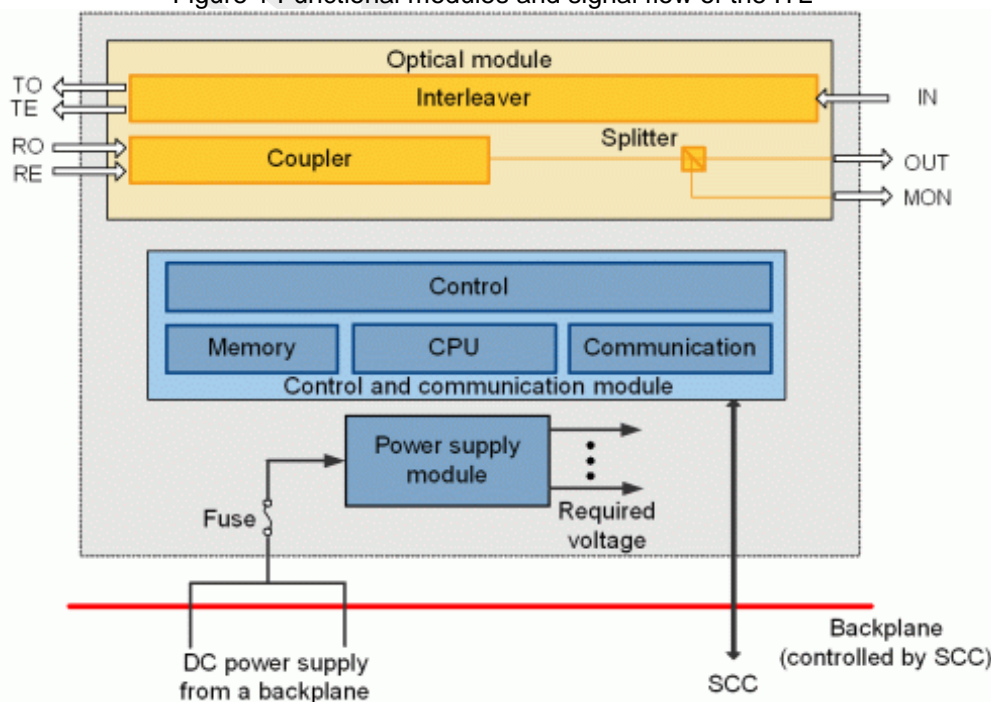 Optical module
TO
TE
Interleaver
IN
RO
RE
Coupler
Splitter
OUT
MON
Control
Memory
CPU
Communication
Control and communication module
Power supply
module
Fuse
Required
voltage
Backplane
(controlled by SCC)
DC power supply
from a backplane
SCC